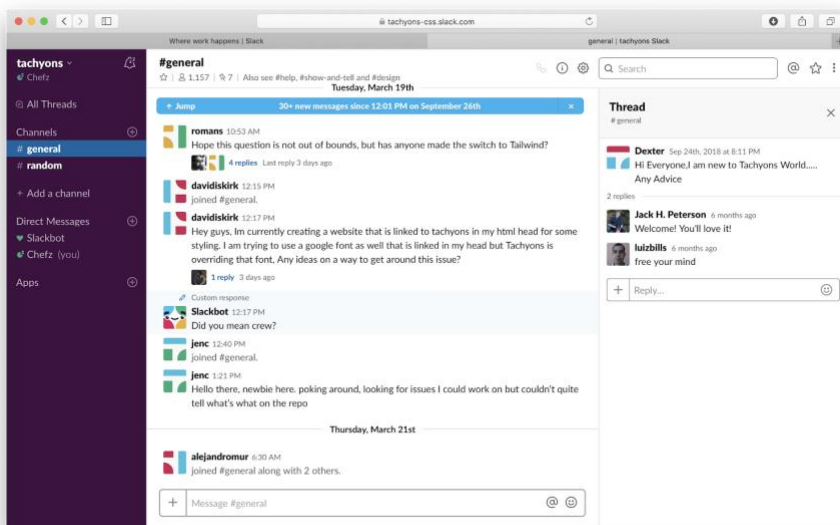 tachyons-css.slack.com
Where work happens | Slack
general | tachyons Slack
tachyons
Chefz
All Threads
Channels
# general
# random
+ Add a channel
Direct Messages
Slackbot
Chefz (you)
Apps
#general
1,157 | 7 | Also see #help, #show-and-tell and #design
Search
Tuesday, March 19th
↑ Jump 30+ new messages since 12:01 PM on September 26th ×
romans 10:53 AM
Hope this question is not out of bounds, but has anyone made the switch to Tailwind?
4 replies Last reply 3 days ago
davidiskirk 12:15 PM
joined #general.
davidiskirk 12:17 PM
Hey guys, Im currently creating a website that is linked to tachyons in my html head for some
styling. I am trying to use a google font as well that is linked in my head but Tachyons is
overriding that font, Any ideas on a way to get around this issue?
1 reply 3 days ago
Custom response
Slackbot 12:17 PM
Did you mean crew?
jenc 12:40 PM
joined #general.
jenc 1:21 PM
Hello there, newbie here. poking around, looking for issues I could work on but couldn't quite
tell what's what on the repo
Thursday, March 21st
alejandromur 6:30 AM
joined #general along with 2 others.
+ Message #general @
Thread
# general
Dexter Sep 24th, 2018 at 8:11 PM
Hi Everyone,I am new to Tachyons World.....
Any Advice
2 replies
Jack H. Peterson 6 months ago
Welcome! You'll love it!
luizbills 6 months ago
free your mind
+ Reply...